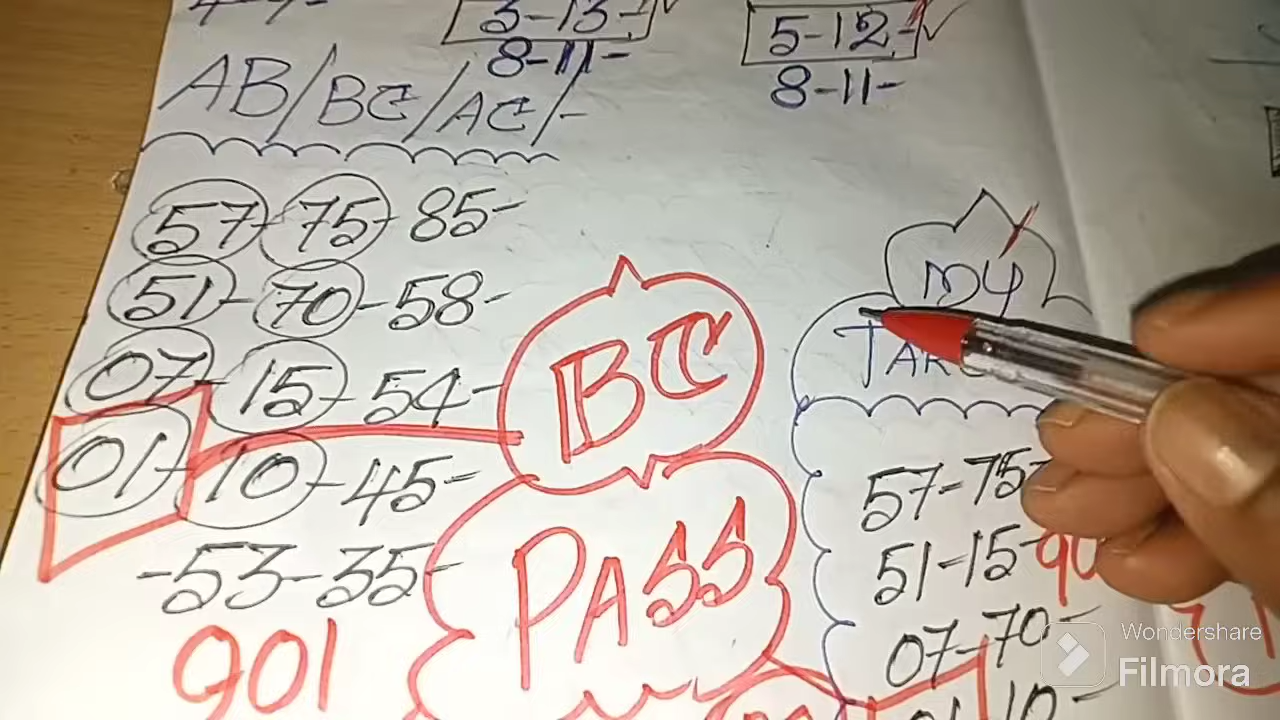 3-13-
8-11-
5-12-
8-11-
AB/BC/AC/-
57-75-85-
51-70-58-
07-15-54-
01-10-45-
-53-35-
901
BC
PASS
MY
57-75-
51-15-
07-70-
Wondershare
Filmora